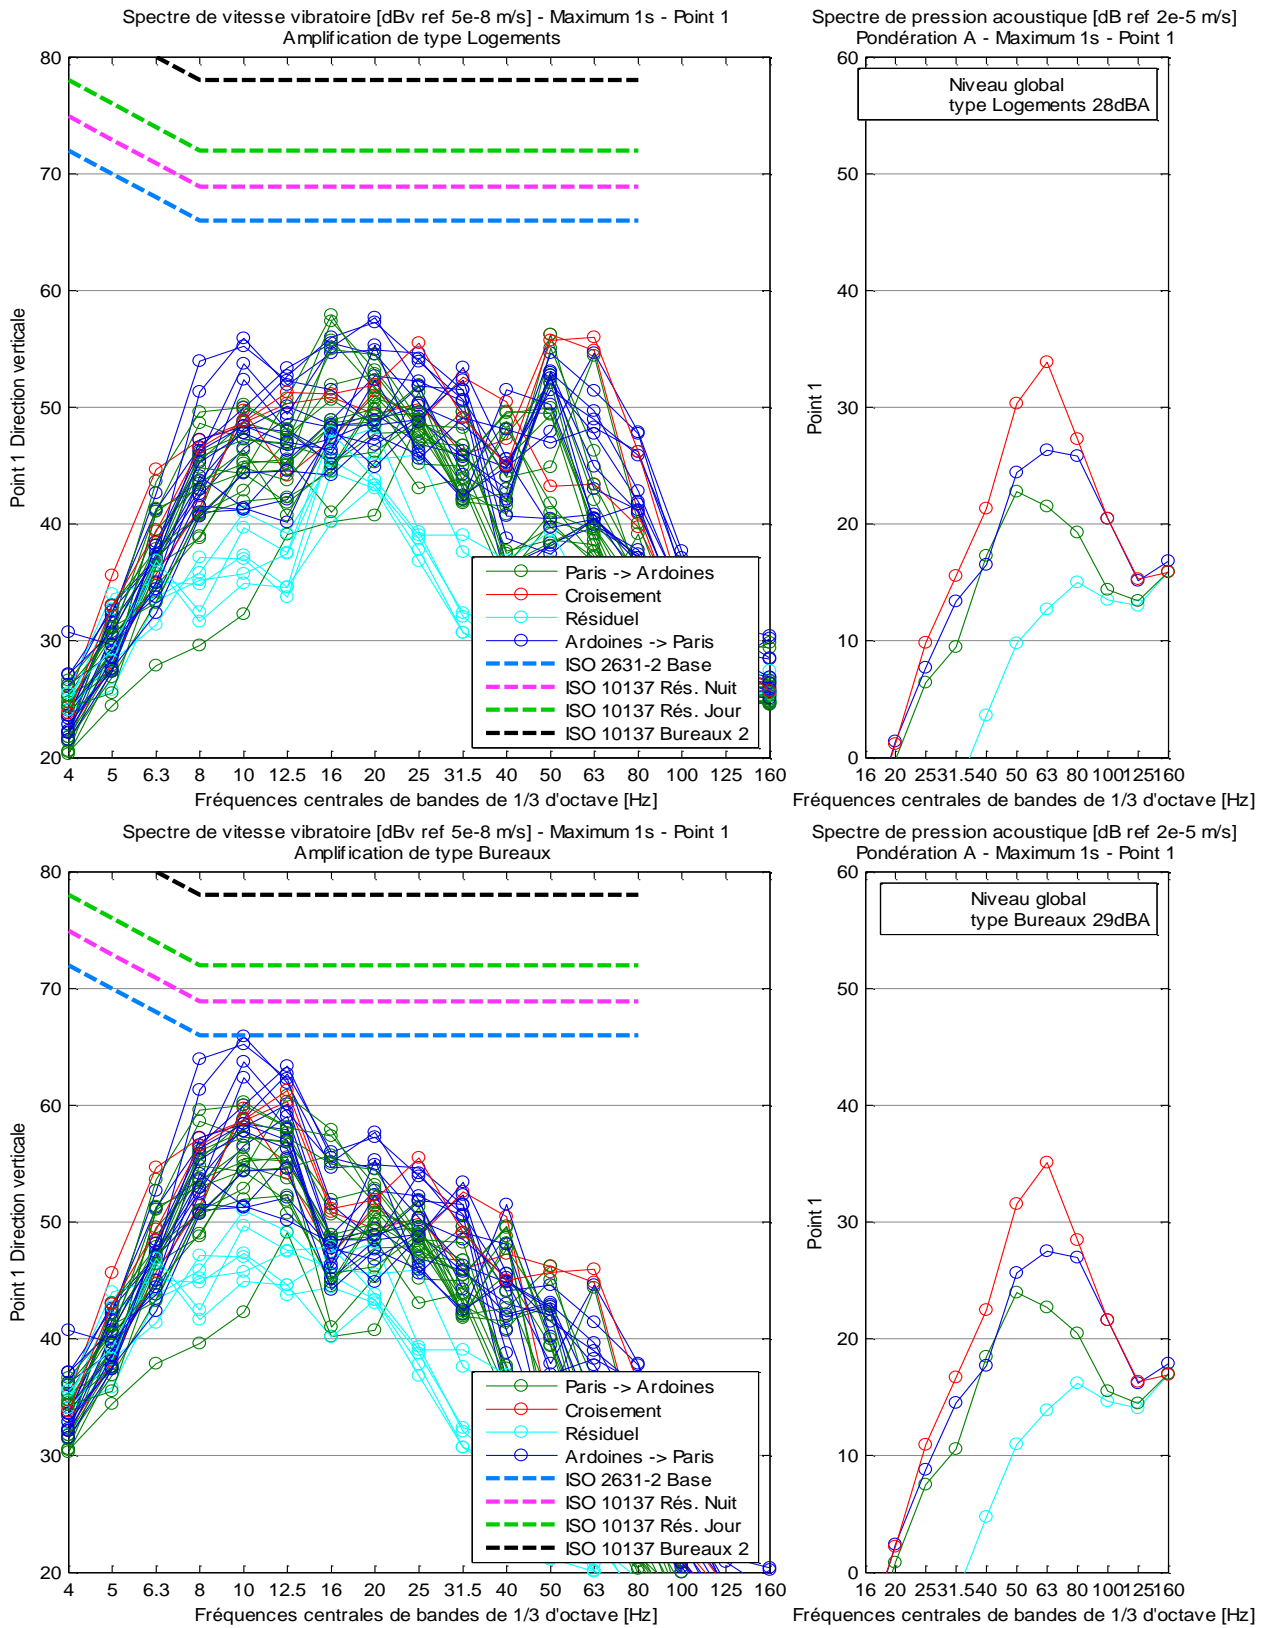 Spectre de vitesse vibratoire [dBv ref 5e-8 m/s] - Maximum 1s - Point 1
Amplification de type Logements
80
70
60
50
40
30
20
Point 1 Direction verticale
4 5 6.3 8 10 12.5 16 20 25 31.5 40 50 63 80 100 125 160
Fréquences centrales de bandes de 1/3 d'octave [Hz]
Paris -> Ardoines
Croisement
Résiduel
Ardoines -> Paris
ISO 2631-2 Base
ISO 10137 Rés. Nuit
ISO 10137 Rés. Jour
ISO 10137 Bureaux 2
Spectre de pression acoustique [dB ref 2e-5 m/s]
Pondération A - Maximum 1s - Point 1
Niveau global
type Logements 28dBA
60
50
40
30
20
10
0
Point 1
16 20 25 31.5 40 50 63 80 100 125 160
Fréquences centrales de bandes de 1/3 d'octave [Hz]
Spectre de vitesse vibratoire [dBv ref 5e-8 m/s] - Maximum 1s - Point 1
Amplification de type Bureaux
80
70
60
50
40
30
20
Point 1 Direction verticale
4 5 6.3 8 10 12.5 16 20 25 31.5 40 50 63 80 100 125 160
Fréquences centrales de bandes de 1/3 d'octave [Hz]
Paris -> Ardoines
Croisement
Résiduel
Ardoines -> Paris
ISO 2631-2 Base
ISO 10137 Rés. Nuit
ISO 10137 Rés. Jour
ISO 10137 Bureaux 2
Spectre de pression acoustique [dB ref 2e-5 m/s]
Pondération A - Maximum 1s - Point 1
Niveau global
type Bureaux 29dBA
60
50
40
30
20
10
0
Point 1
16 20 25 31.5 40 50 63 80 100 125 160
Fréquences centrales de bandes de 1/3 d'octave [Hz]